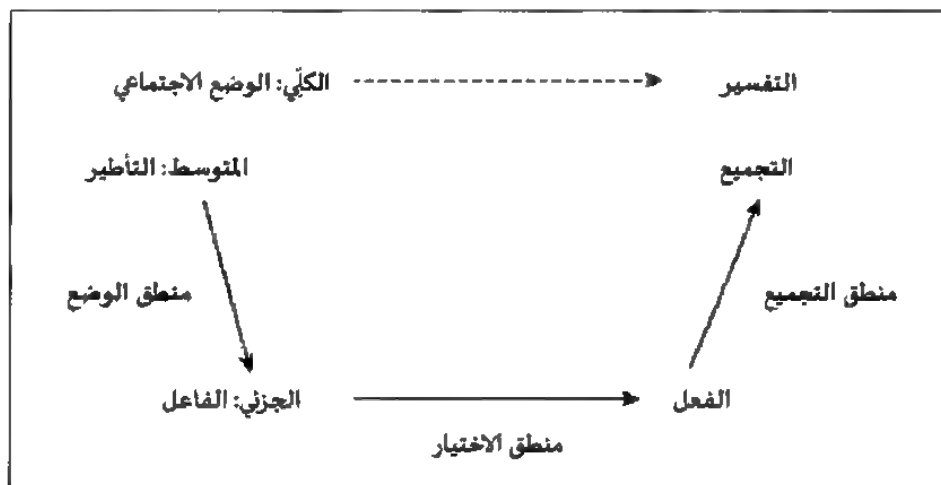 الكلّي: الوضع الاجتماعي
التفسير
المتوسط: التأطير
التجميع
منطق الوضع
منطق التجميع
الجزئي: الفاعل
الفعل
منطق الاختيار